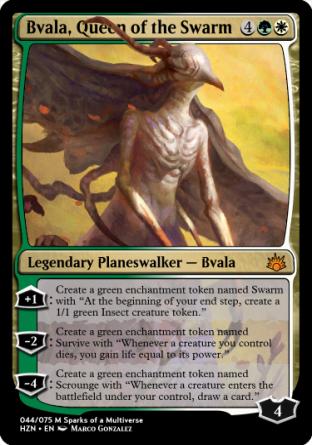 Bvala, Queen of the Swarm 4
Legendary Planeswalker — Bvala
+1: Create a green enchantment token named Swarm
with “At the beginning of your end step, create a
1/1 green Insect creature token.”
-2: Create a green enchantment token named
Survive with “Whenever a creature you control
dies, you gain life equal to its power.”
-4: Create a green enchantment token named
Scrounge with “Whenever a creature enters the
battlefield under your control, draw a card.”
4
044/075 M Sparks of a Multiverse
HZN • EN Marco Gonzalez